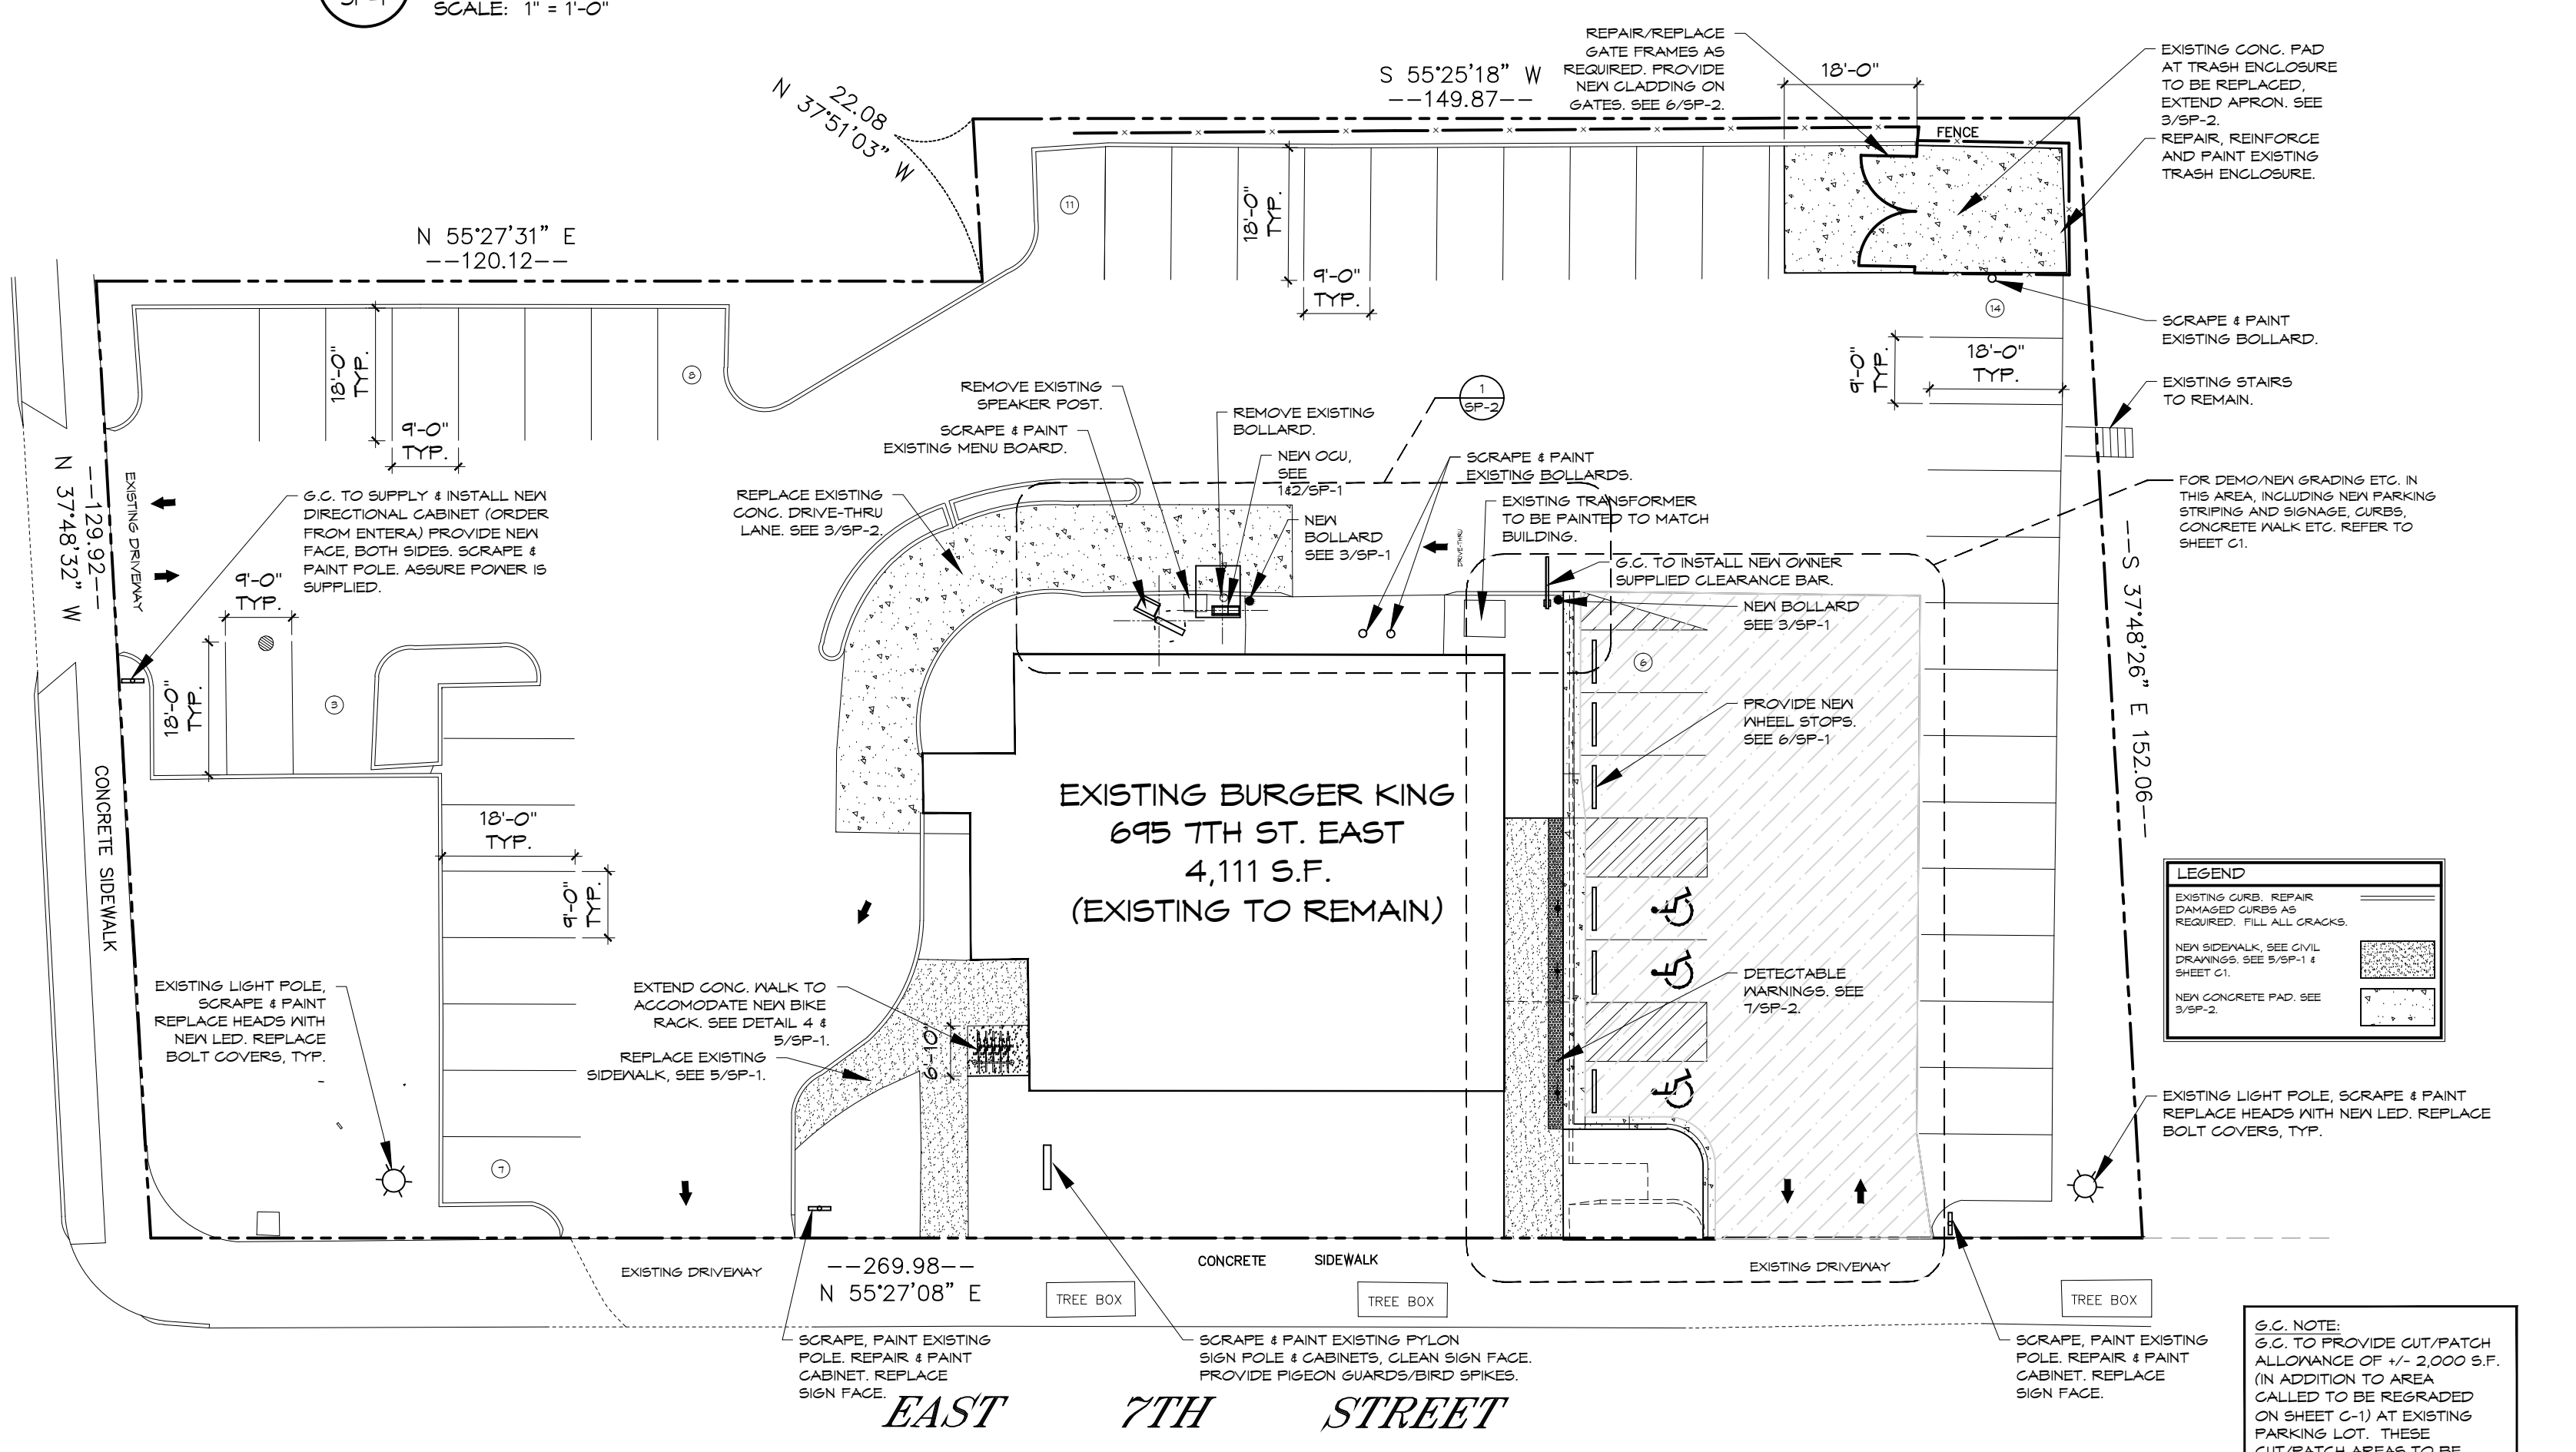 SCALE: 1" = 1'-0"
REPAIR/REPLACE
GATE FRAMES AS
REQUIRED. PROVIDE
NEW CLADDING ON
GATES. SEE 6/SP-2.
S 55°25'18" W
--149.87--
18'-0"
EXISTING CONC. PAD
AT TRASH ENCLOSURE
TO BE REPLACED,
EXTEND APRON. SEE
3/SP-2.
REPAIR, REINFORCE
AND PAINT EXISTING
TRASH ENCLOSURE.
22.08
N 37°51'03" W
FENCE
N 55°27'31" E
--120.12--
11
18'-0"
TYP.
9'-0"
TYP.
14
SCRAPE & PAINT
EXISTING BOLLARD.
9'-0"
TYP.
18'-0"
TYP.
EXISTING STAIRS
TO REMAIN.
18'-0"
TYP.
9'-0"
TYP.
8
REMOVE EXISTING
SPEAKER POST.
SCRAPE & PAINT
EXISTING MENU BOARD.
REMOVE EXISTING
BOLLARD.
NEW OCU,
SEE
1&2/SP-1
1
SP-2
SCRAPE & PAINT
EXISTING BOLLARDS.
EXISTING TRANSFORMER
TO BE PAINTED TO MATCH
BUILDING.
NEW
BOLLARD
SEE 3/SP-1
DRIVE-THRU
G.C. TO INSTALL NEW OWNER
SUPPLIED CLEARANCE BAR.
NEW BOLLARD
SEE 3/SP-1
FOR DEMO/NEW GRADING ETC. IN
THIS AREA, INCLUDING NEW PARKING
STRIPING AND SIGNAGE, CURBS,
CONCRETE WALK ETC. REFER TO
SHEET C1.
REPLACE EXISTING
CONC. DRIVE-THRU
LANE. SEE 3/SP-2.
G.C. TO SUPPLY & INSTALL NEW
DIRECTIONAL CABINET (ORDER
FROM ENTERA) PROVIDE NEW
FACE, BOTH SIDES. SCRAPE &
PAINT POLE. ASSURE POWER IS
SUPPLIED.
EXISTING DRIVEWAY
--129.92--
N 37°48'32" W
9'-0"
TYP.
18'-0"
TYP.
3
6
--S 37°48'26" E 152.06--
PROVIDE NEW
WHEEL STOPS.
SEE 6/SP-1
CONCRETE SIDEWALK
18'-0"
TYP.
9'-0"
TYP.
EXISTING BURGER KING
695 7TH ST. EAST
4,111 S.F.
(EXISTING TO REMAIN)
LEGEND
EXISTING CURB. REPAIR
DAMAGED CURBS AS
REQUIRED. FILL ALL CRACKS.
NEW SIDEWALK, SEE CIVIL
DRAWINGS. SEE 5/SP-1 &
SHEET C1.
NEW CONCRETE PAD. SEE
3/SP-2.
DETECTABLE
WARNINGS. SEE
7/SP-2.
EXISTING LIGHT POLE,
SCRAPE & PAINT
REPLACE HEADS WITH
NEW LED. REPLACE
BOLT COVERS, TYP.
EXTEND CONC. WALK TO
ACCOMODATE NEW BIKE
RACK. SEE DETAIL 4 &
5/SP-1.
REPLACE EXISTING
SIDEWALK, SEE 5/SP-1.
6'-10"
7
EXISTING LIGHT POLE, SCRAPE & PAINT
REPLACE HEADS WITH NEW LED. REPLACE
BOLT COVERS, TYP.
EXISTING DRIVEWAY
--269.98--
N 55°27'08" E
CONCRETE SIDEWALK
EXISTING DRIVEWAY
TREE BOX
TREE BOX
TREE BOX
SCRAPE, PAINT EXISTING
POLE. REPAIR & PAINT
CABINET. REPLACE
SIGN FACE.
SCRAPE & PAINT EXISTING PYLON
SIGN POLE & CABINETS, CLEAN SIGN FACE.
PROVIDE PIGEON GUARDS/BIRD SPIKES.
SCRAPE, PAINT EXISTING
POLE. REPAIR & PAINT
CABINET. REPLACE
SIGN FACE.
EAST 7TH STREET
G.C. NOTE:
G.C. TO PROVIDE CUT/PATCH
ALLOWANCE OF +/- 2,000 S.F.
(IN ADDITION TO AREA
CALLED TO BE REGRADED
ON SHEET C-1) AT EXISTING
PARKING LOT. THESE
CUT/PATCH AREAS TO BE